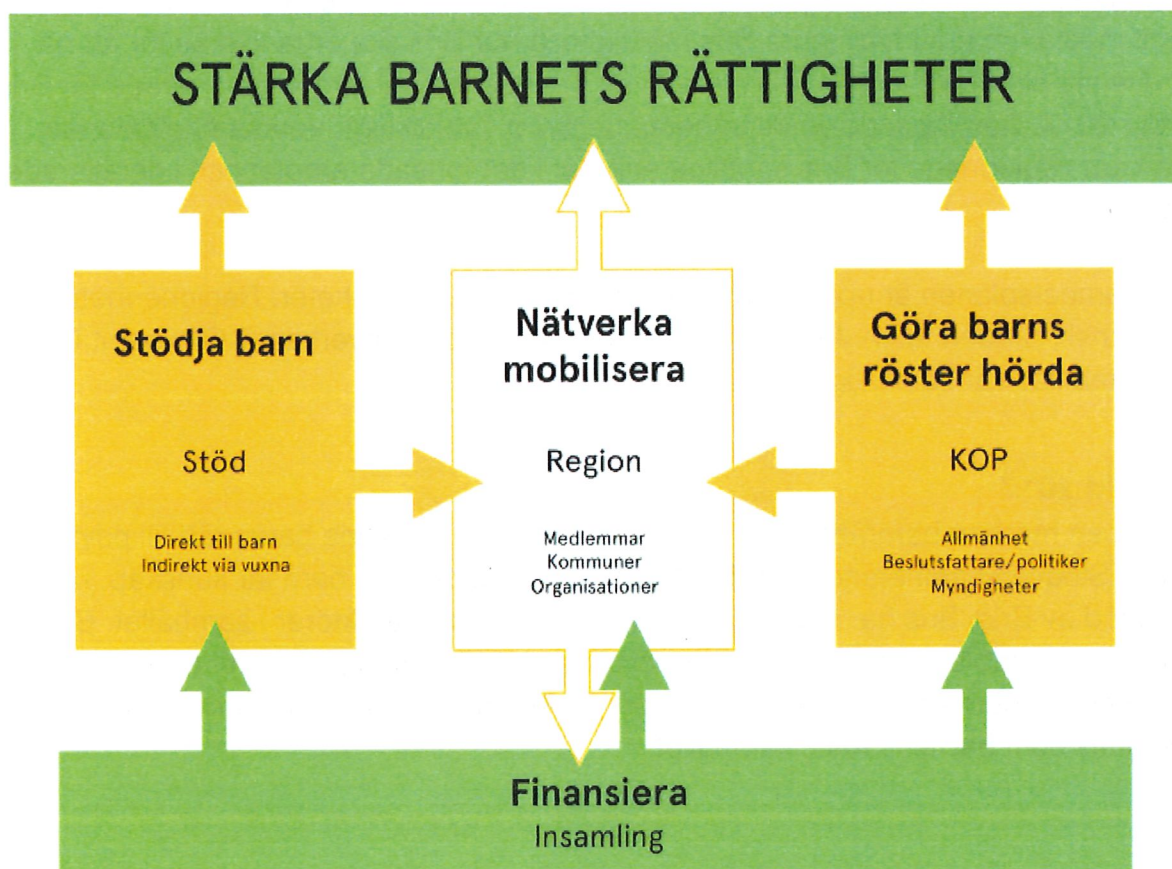 STÄRKA BARNETS RÄTTIGHETER
Stödja barn
Stöd
Direkt till barn
Indirekt via vuxna
Nätverka
mobilisera
Region
Medlemmar
Kommuner
Organisationer
Göra barns
röster hörda
KOP
Allmänhet
Beslutsfattare/politiker
Myndigheter
Finansiera
Insamling